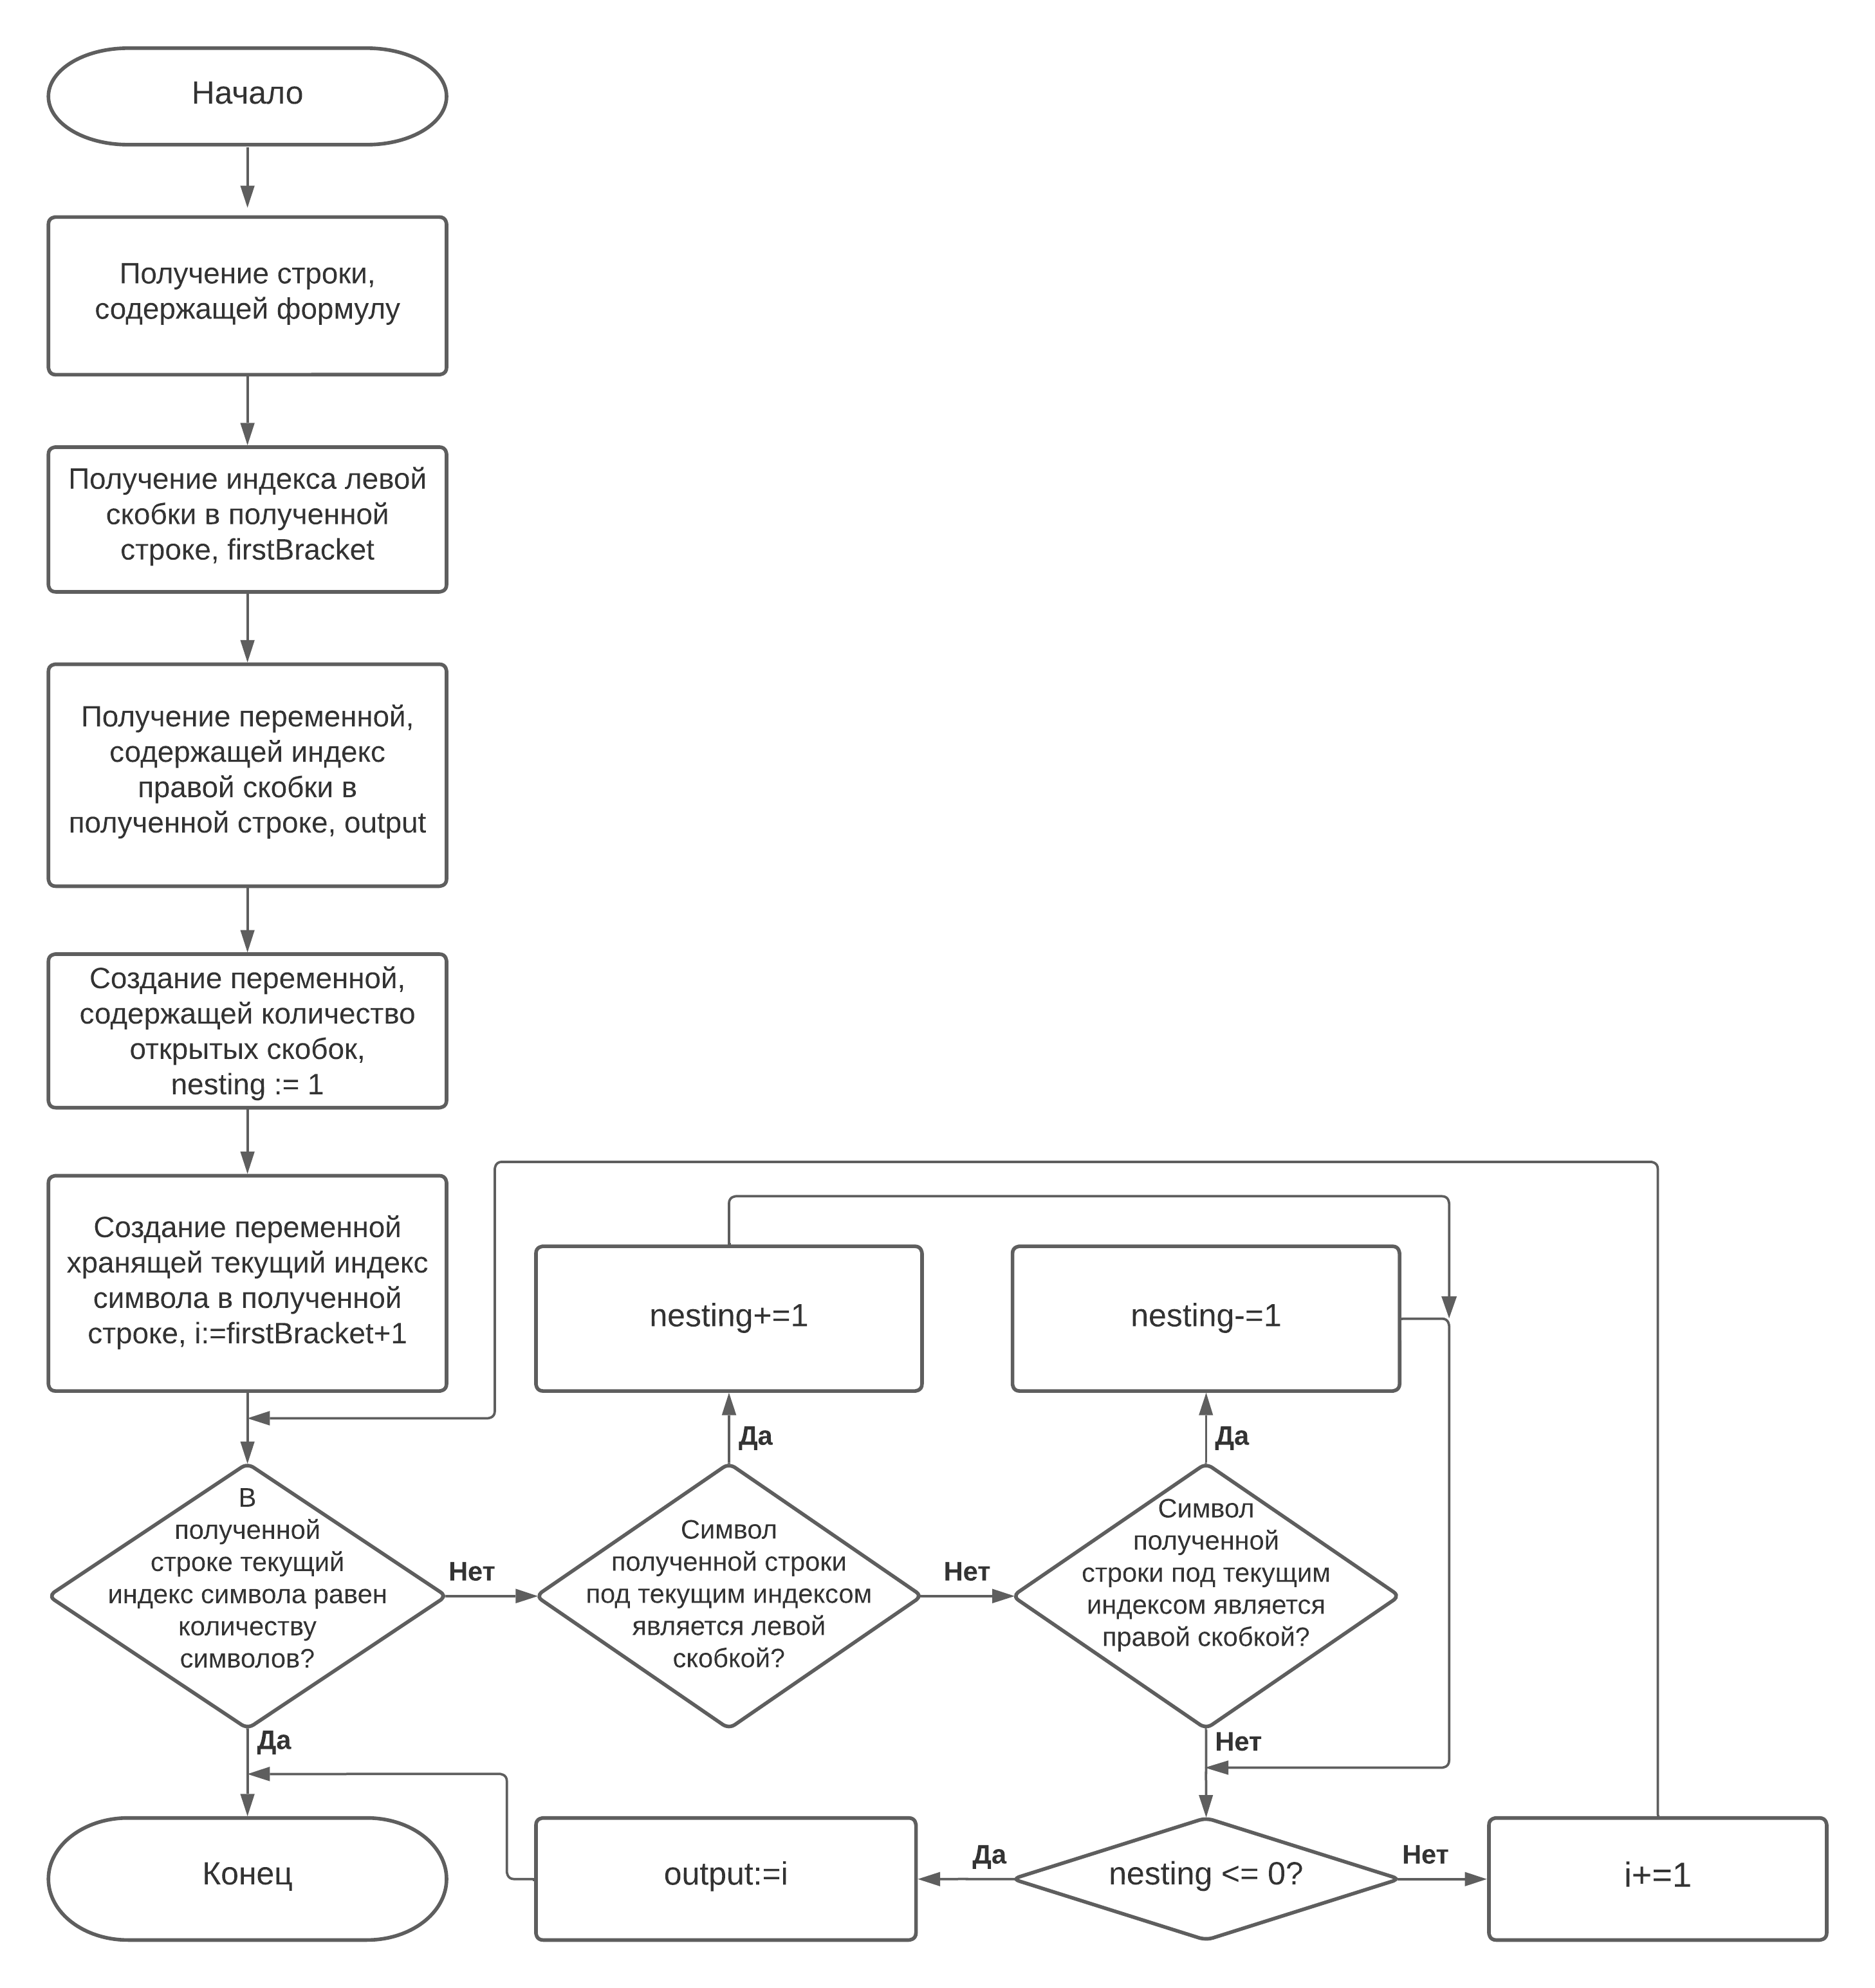 Начало
Получение строки,
содержащей формулу
Получение индекса левой
скобки в полученной
строке, firstBracket
Получение переменной,
содержащей индекс
правой скобки в
полученной строке, output
Создание переменной,
содержащей количество
открытых скобок,
nesting := 1
Создание переменной
хранящей текущий индекс
символа в полученной
строке, i:=firstBracket+1
nesting+=1
nesting-=1
Да
Да
В
полученной
строке текущий
индекс символа равен
количеству
символов?
Нет
Символ
полученной строки
под текущим индексом
является левой
скобкой?
Нет
Символ
полученной
строки под текущим
индексом является
правой скобкой?
Да
Нет
Конец
output:=i
Да
nesting <= 0?
Нет
i+=1